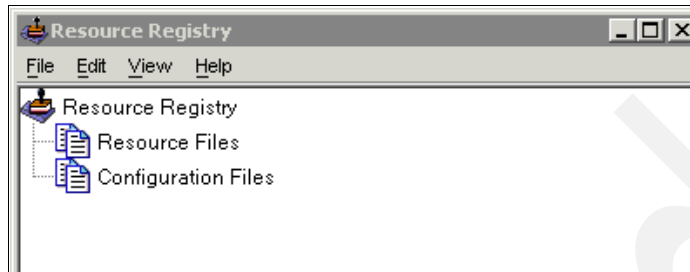 Resource Registry
File Edit View Help
Resource Registry
Resource Files
Configuration Files